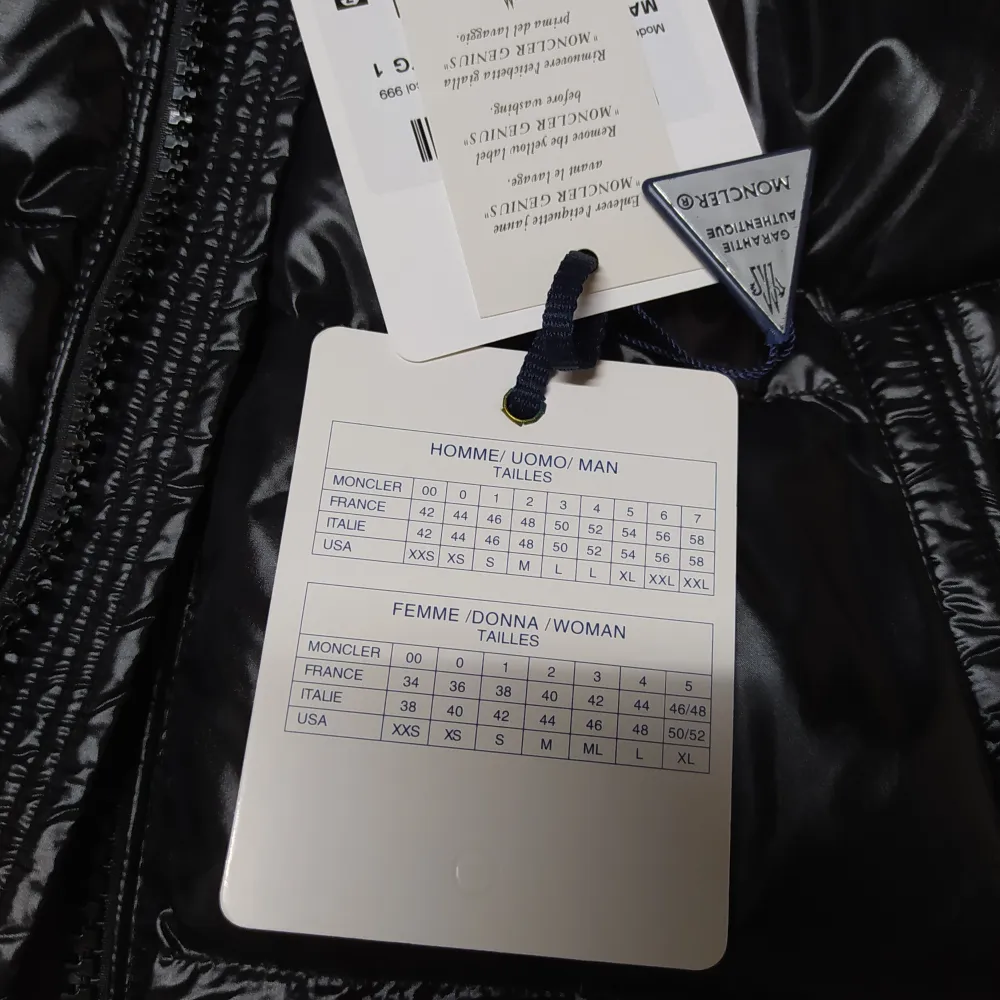 HOMME/ UOMO/ MAN
TAILLES
MONCLER 00 0 1 2 3 4 5 6 7
FRANCE 42 44 46 48 50 52 54 56 58
ITALIE 42 44 46 48 50 52 54 56 58
USA XXS XS S M L L XL XXL XXL
FEMME /DONNA /WOMAN
TAILLES
MONCLER 00 0 1 2 3 4 5
FRANCE 34 36 38 40 42 44 46/48
ITALIE 38 40 42 44 46 48 50/52
USA XXS XS S M ML L XL
Enlever l'etiquette jaune
"MONCLER GENIUS"
avant le lavage.
Remove the yellow label
"MONCLER GENIUS"
before washing.
Rimuovere l'etichetta gialla
"MONCLER GENIUS"
prima del lavaggio.
MONCLER®
GARANTIE
AUTHENTIQUE
MA
999
G 1